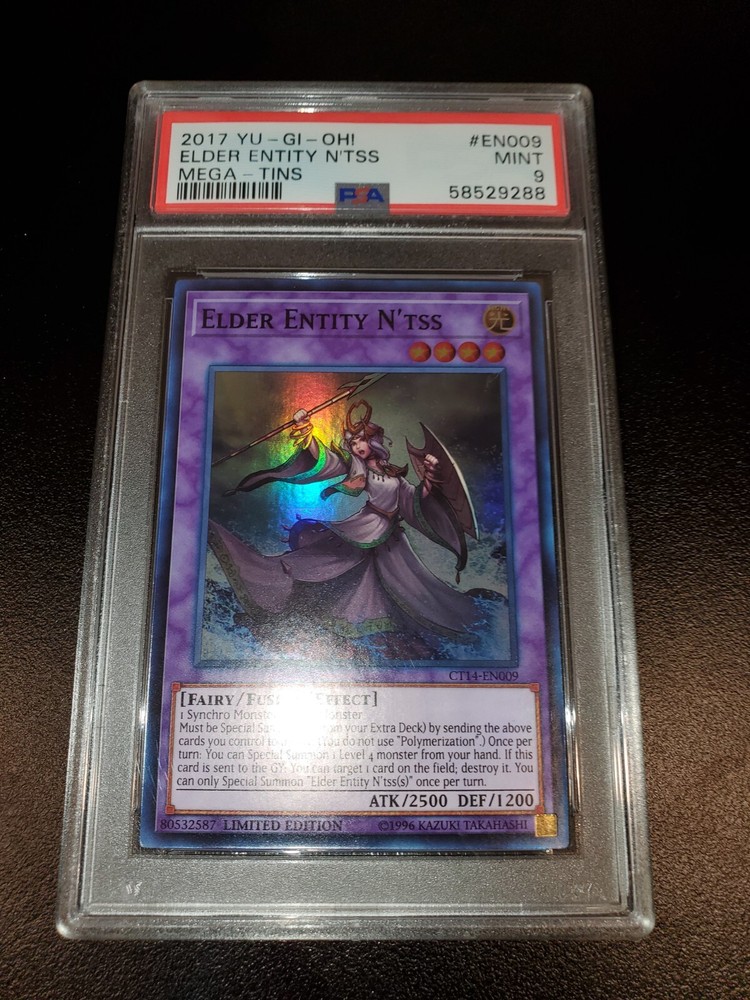 2017 YU-GI-OH! #EN009
ELDER ENTITY N'TSS MINT
MEGA-TINS 9
PSA 58529288
ELDER ENTITY N'TSS 光
CT14-EN009
[FAIRY/FUS EFFECT]
1 Synchro Monst Monster
Must be Special your Extra Deck) by sending the above
cards you control (You do not use "Polymerization".) Once per
turn: You can Special Summon 1 Level 4 monster from your hand. If this
card is sent to the GY: You can target 1 card on the field; destroy it. You
can only Special Summon "Elder Entity N'tss(s)" once per turn.
ATK/2500 DEF/1200
80532587 LIMITED EDITION ©1996 KAZUKI TAKAHASHI